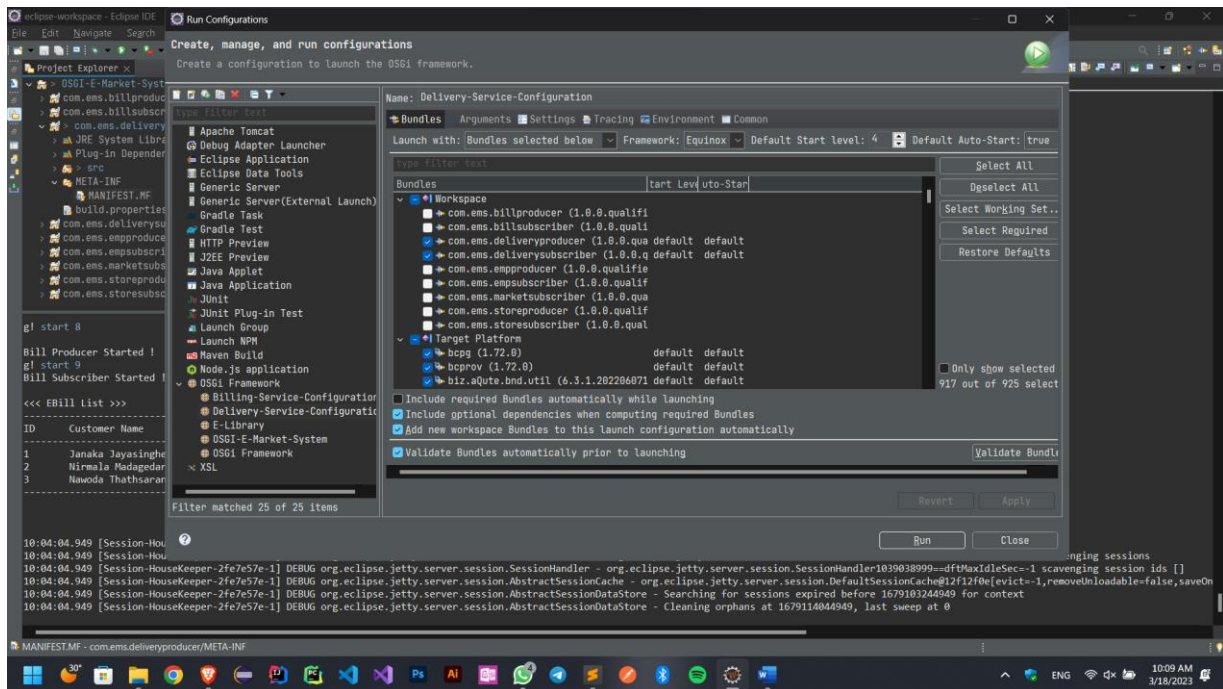 eclipse-workspace - Eclipse IDE
Run Configurations
File Edit Navigate Search
Create, manage, and run configurations
Create a configuration to launch the OSGi framework.
Project Explorer
> OSGI-E-Market-Syst
com.ems.billproduc
com.ems.billsubscr
> com.ems.delivery
JRE System Libra
Plug-in Depender
> src
META-INF
MANIFEST.MF
build.properties
com.ems.deliverysu
com.ems.empproduce
com.ems.empsubscri
com.ems.marketsubs
com.ems.storeprodu
com.ems.storesubsc
g! start 8
Bill Producer Started !
g! start 9
Bill Subscriber Started !
<<< EBill List >>>
ID Customer Name
1 Janaka Jayasinghe
2 Nirmala Madagedar
3 Nawoda Thathsaran
type filter text
Apache Tomcat
Debug Adapter Launcher
Eclipse Application
Eclipse Data Tools
Generic Server
Generic Server(External Launch)
Gradle Task
Gradle Test
HTTP Preview
J2EE Preview
Java Applet
Java Application
JUnit
JUnit Plug-in Test
Launch Group
Launch NPM
Maven Build
Node.js application
OSGi Framework
Billing-Service-Configuration
Delivery-Service-Configuratio
E-Library
OSGI-E-Market-System
OSGi Framework
XSL
Filter matched 25 of 25 items
Name: Delivery-Service-Configuration
Bundles Arguments Settings Tracing Environment Common
Launch with: Bundles selected below Framework: Equinox Default Start level: 4 Default Auto-Start: true
type filter text
Bundles tart Leve uto-Star
Workspace
com.ems.billproducer (1.0.0.qualifi
com.ems.billsubscriber (1.0.0.quali
com.ems.deliveryproducer (1.0.0.qua default default
com.ems.deliverysubscriber (1.0.0.q default default
com.ems.empproducer (1.0.0.qualifie
com.ems.empsubscriber (1.0.0.qualif
com.ems.marketsubscriber (1.0.0.qua
com.ems.storeproducer (1.0.0.qualif
com.ems.storesubscriber (1.0.0.qual
Target Platform
bcpg (1.72.0) default default
bcprov (1.72.0) default default
biz.aQute.bnd.util (6.3.1.202206071 default default
Select All
Deselect All
Select Working Set..
Select Required
Restore Defaults
Only show selected
917 out of 925 select
Include required Bundles automatically while launching
Include optional dependencies when computing required Bundles
Add new workspace Bundles to this launch configuration automatically
Validate Bundles automatically prior to launching
Validate Bundle
Revert Apply
Run Close
10:04:04.949 [Session-Hou
10:04:04.949 [Session-Hou enging sessions
10:04:04.949 [Session-HouseKeeper-2fe7e57e-1] DEBUG org.eclipse.jetty.server.session.SessionHandler - org.eclipse.jetty.server.session.SessionHandler1039038999==dftMaxIdleSec=-1 scavenging session ids []
10:04:04.949 [Session-HouseKeeper-2fe7e57e-1] DEBUG org.eclipse.jetty.server.session.AbstractSessionCache - org.eclipse.jetty.server.session.DefaultSessionCache@12f12f0e[evict=-1,removeUnloadable=false,saveOn
10:04:04.949 [Session-HouseKeeper-2fe7e57e-1] DEBUG org.eclipse.jetty.server.session.AbstractSessionDataStore - Searching for sessions expired before 1679103244949 for context
10:04:04.949 [Session-HouseKeeper-2fe7e57e-1] DEBUG org.eclipse.jetty.server.session.AbstractSessionDataStore - Cleaning orphans at 1679114044949, last sweep at 0
MANIFEST.MF - com.ems.deliveryproducer/META-INF
30°
Ps
Ai
ENG
10:09 AM
3/18/2023